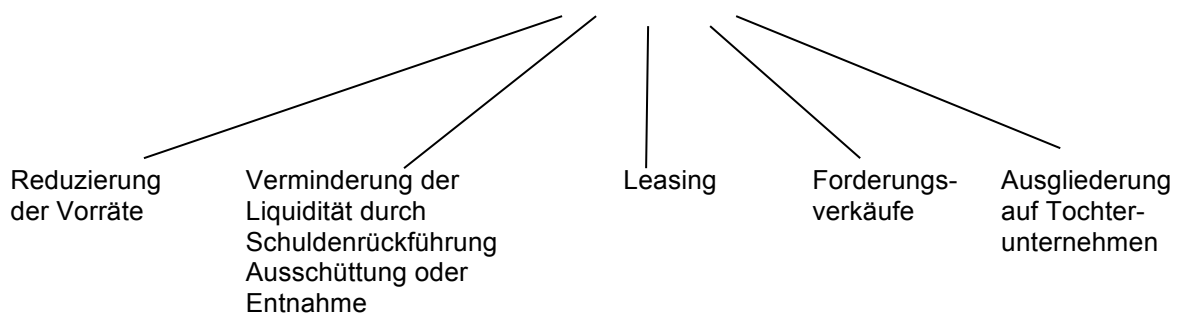 Reduzierung
der Vorräte
Verminderung der
Liquidität durch
Schuldenrückführung
Ausschüttung oder
Entnahme
Leasing
Forderungs-
verkäufe
Ausgliederung
auf Tochter-
unternehmen